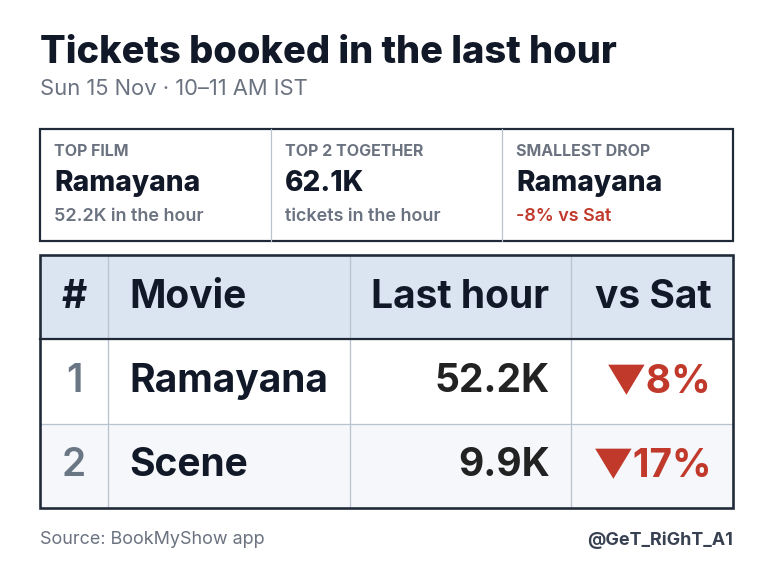 Tickets booked in the last hour
Sun 15 Nov · 10–11 AM IST
TOP FILM
Ramayana
52.2K in the hour
TOP 2 TOGETHER
62.1K
tickets in the hour
SMALLEST DROP
Ramayana
-8% vs Sat
# Movie Last hour vs Sat
1 Ramayana 52.2K ▼8%
2 Scene 9.9K ▼17%
Source: BookMyShow app
@GeT_RiGhT_A1